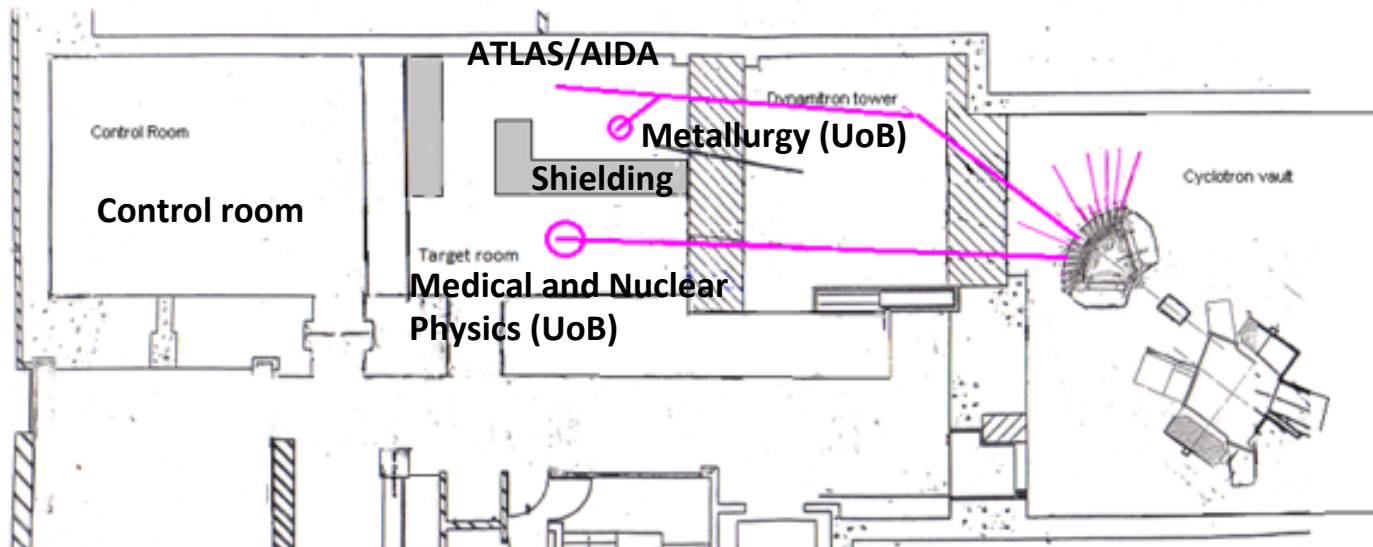 ATLAS/AIDA
Dynamitron tower
Control Room
Metallurgy (UoB)
Shielding
Cyclotron vault
Control room
Target room
Medical and Nuclear
Physics (UoB)